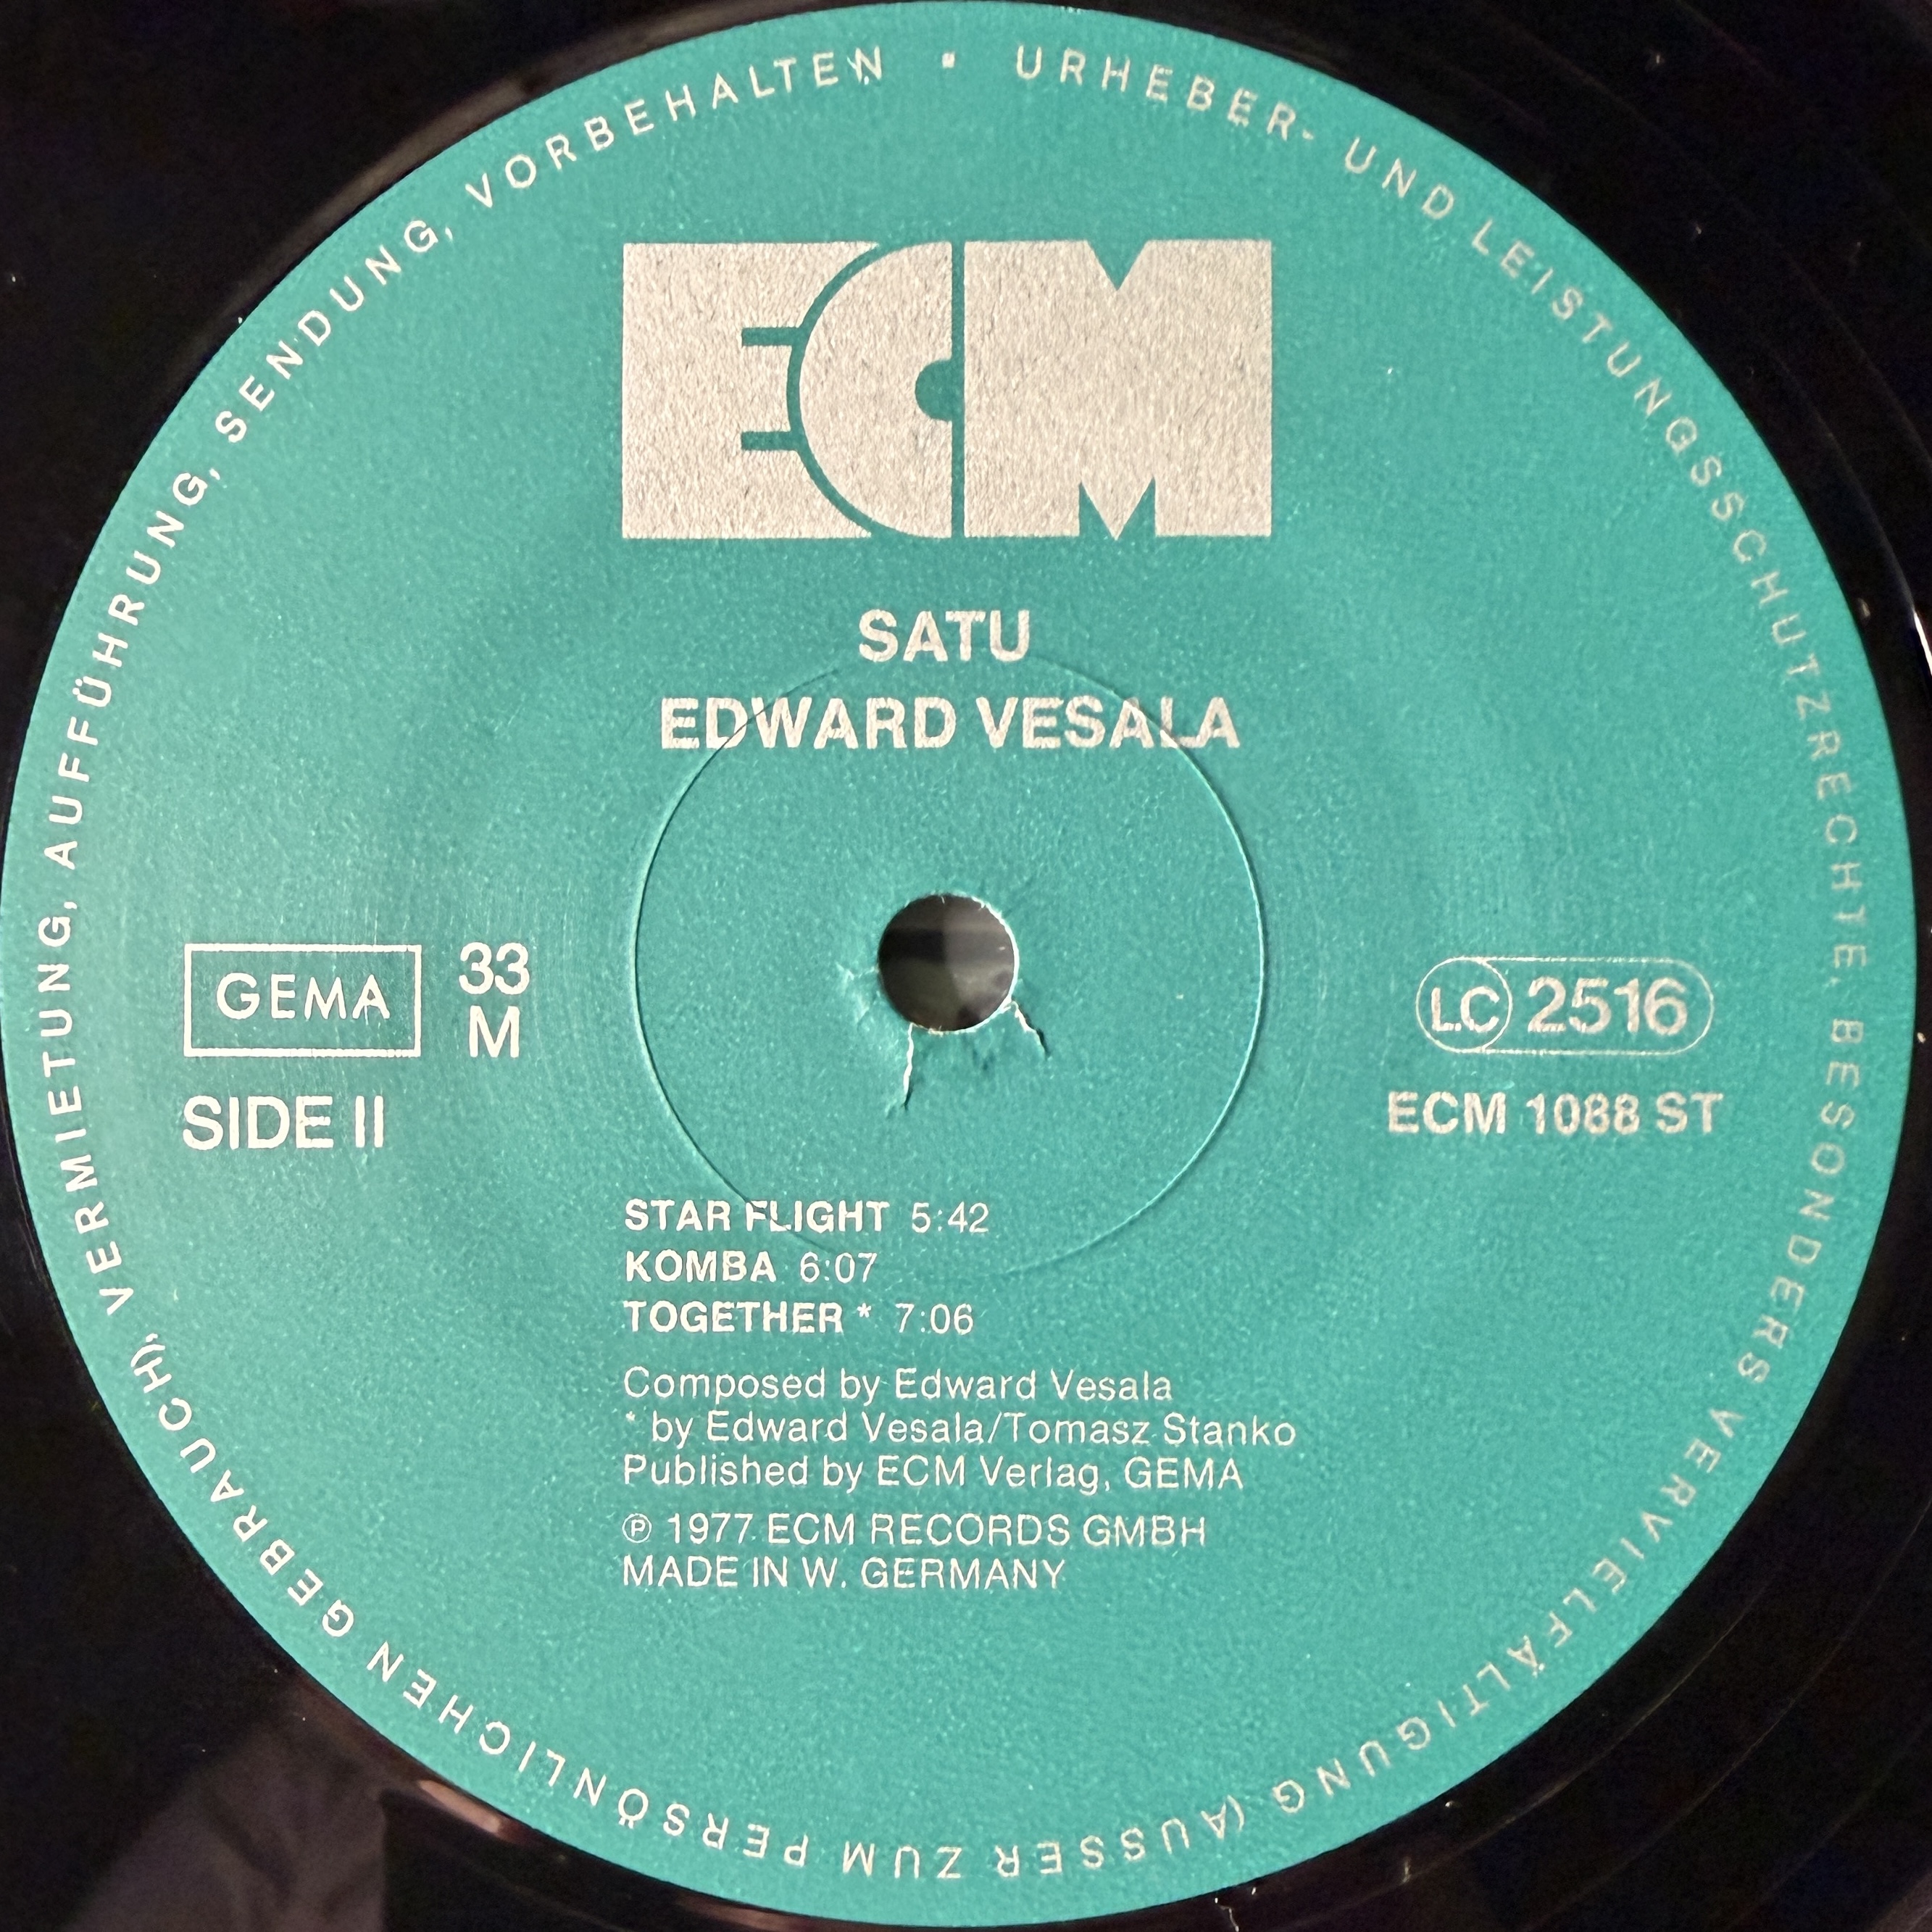 URHEBER- UND LEISTUNGSSCHUTZRECHTE, BESONDERS VERVIELFÄLTIGUNG (AUSSER ZUM PERSÖNLICHEN GEBRAUCH), VERMIETUNG, AUFFÜHRUNG, SENDUNG, VORBEHALTEN
ECM
SATU
EDWARD VESALA
GEMA
33
M
SIDE II
LC 2516
ECM 1088 ST
STAR FLIGHT 5:42
KOMBA 6:07
TOGETHER * 7:06
Composed by Edward Vesala
* by Edward Vesala/Tomasz Stanko
Published by ECM Verlag, GEMA
℗ 1977 ECM RECORDS GMBH
MADE IN W. GERMANY